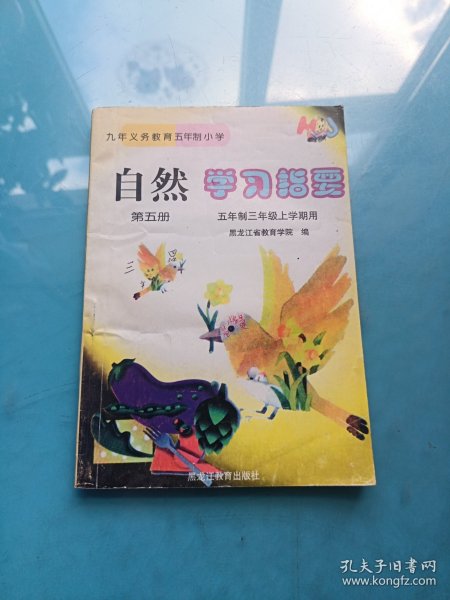 九年义务教育五年制小学
自然 学习指要
第五册 五年制三年级上学期用
黑龙江省教育学院 编
黑龙江教育出版社
孔夫子旧书网
www.kongfz.com